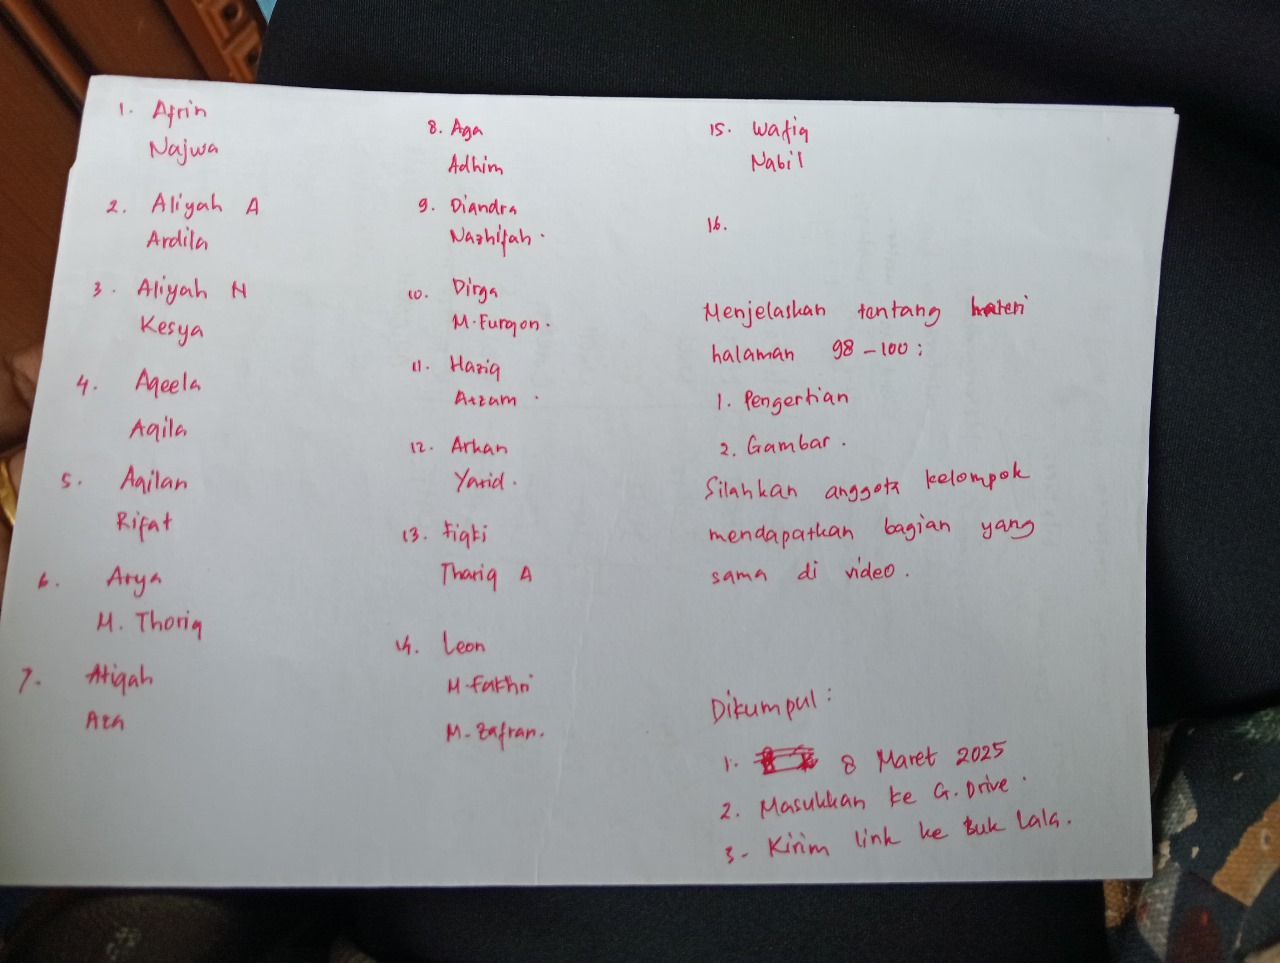 1. Afrin
Najwa
2. Aliyah A
Ardila
3. Aliyah N
Kesya
4. Aqeela
Aqila
5. Aqilan
Rifat
6. Arya
M. Thoriq
7. Atiqah
Aza
8. Aga
Adhim
9. Diandra
Nazhifah.
10. Dirga
M. Furqon.
11. Haziq
Azzam.
12. Arkan
Yazid.
13. Fiqki
Thariq A
14. Leon
M. Fakhri
M. Zafran.
15. Wafiq
Nabil
16.
Menjelaskan tentang materi
halaman 98-100:
1. Pengertian
2. Gambar.
Silahkan anggota kelompok
mendapatkan bagian yang
sama di video.
Dikumpul:
1. 8 Maret 2025
2. Masukkan ke G. Drive.
3. Kirim link ke Buk Lala.